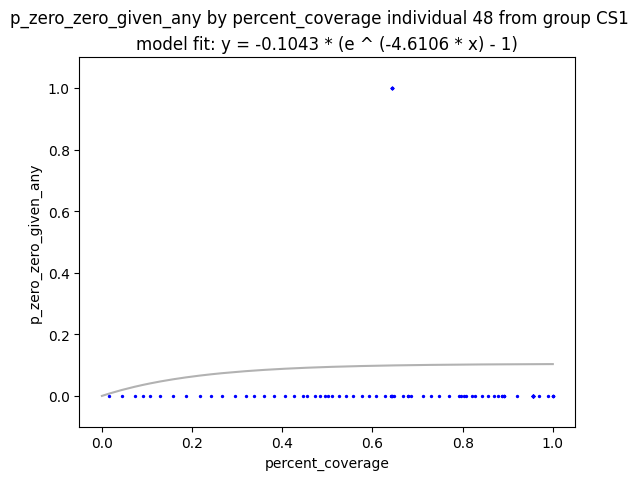 p_zero_zero_given_any by percent_coverage individual 48 from group CS1
model fit: y = -0.1043 * (e ^ (-4.6106 * x) - 1)
1.0
0.8
0.6
0.4
0.2
0.0
p_zero_zero_given_any
0.0 0.2 0.4 0.6 0.8 1.0
percent_coverage